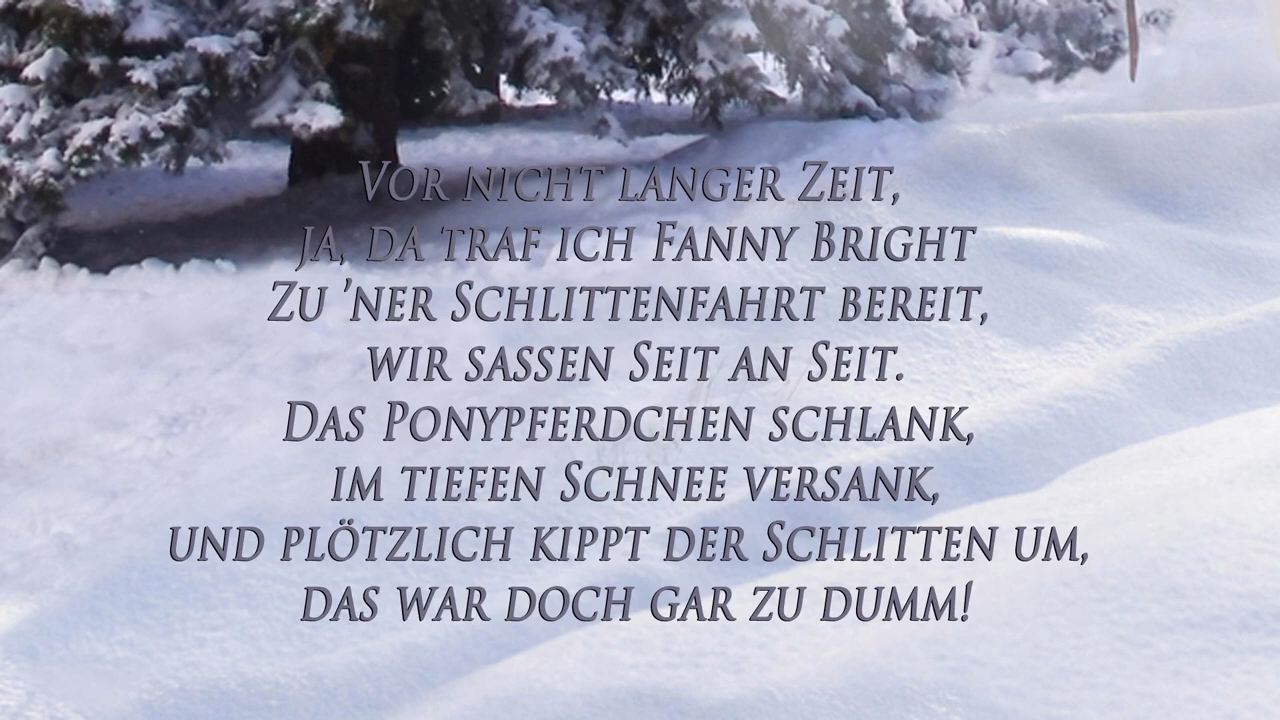 Vor nicht langer Zeit,
ja, da traf ich Fanny Bright
Zu ’ner Schlittenfahrt bereit,
wir sassen Seit an Seit.
Das Ponypferdchen schlank,
im tiefen Schnee versank,
und plötzlich kippt der Schlitten um,
das war doch gar zu dumm!